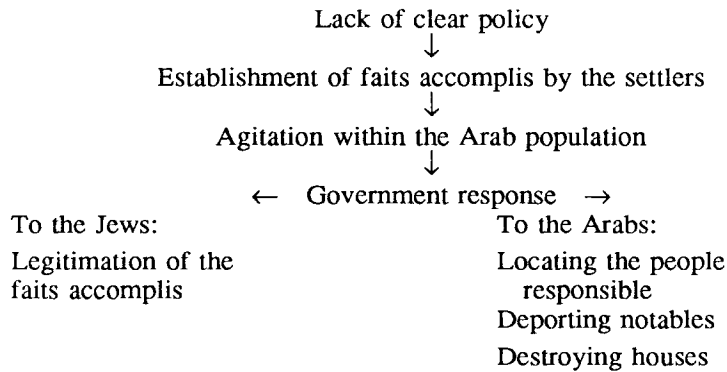 Lack of clear policy
↓
Establishment of faits accomplis by the settlers
↓
Agitation within the Arab population
↓
← Government response →
To the Jews:
Legitimation of the
faits accomplis
To the Arabs:
Locating the people
responsible
Deporting notables
Destroying houses